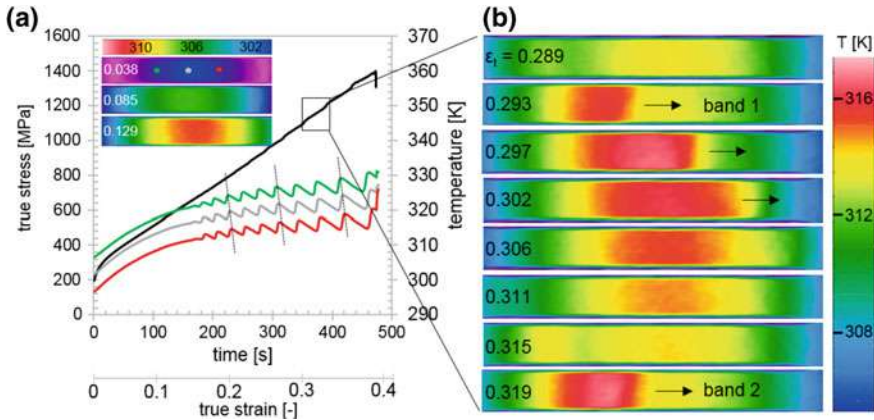 (a)
true stress [MPa]
1600
1400
1200
1000
800
600
400
200
0
310 306 302
0.038
0.085
0.129
370
360
350
340
330
320
310
300
290
temperature [K]
0 100 200 300 400 500
time [s]
0 0.1 0.2 0.3 0.4
true strain [-]
(b)
εt = 0.289
0.293 band 1
0.297
0.302
0.306
0.311
0.315
0.319 band 2
T [K]
316
312
308